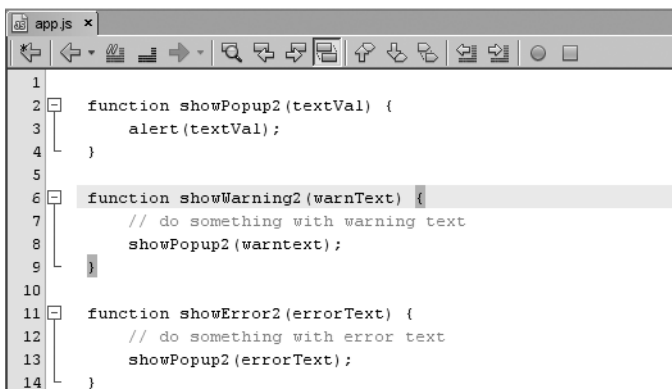 app.js
1
2 function showPopup2(textVal) {
3 alert(textVal);
4 }
5
6 function showWarning2(warnText) {
7 // do something with warning text
8 showPopup2(warntext);
9 }
10
11 function showError2(errorText) {
12 // do something with error text
13 showPopup2(errorText);
14 }